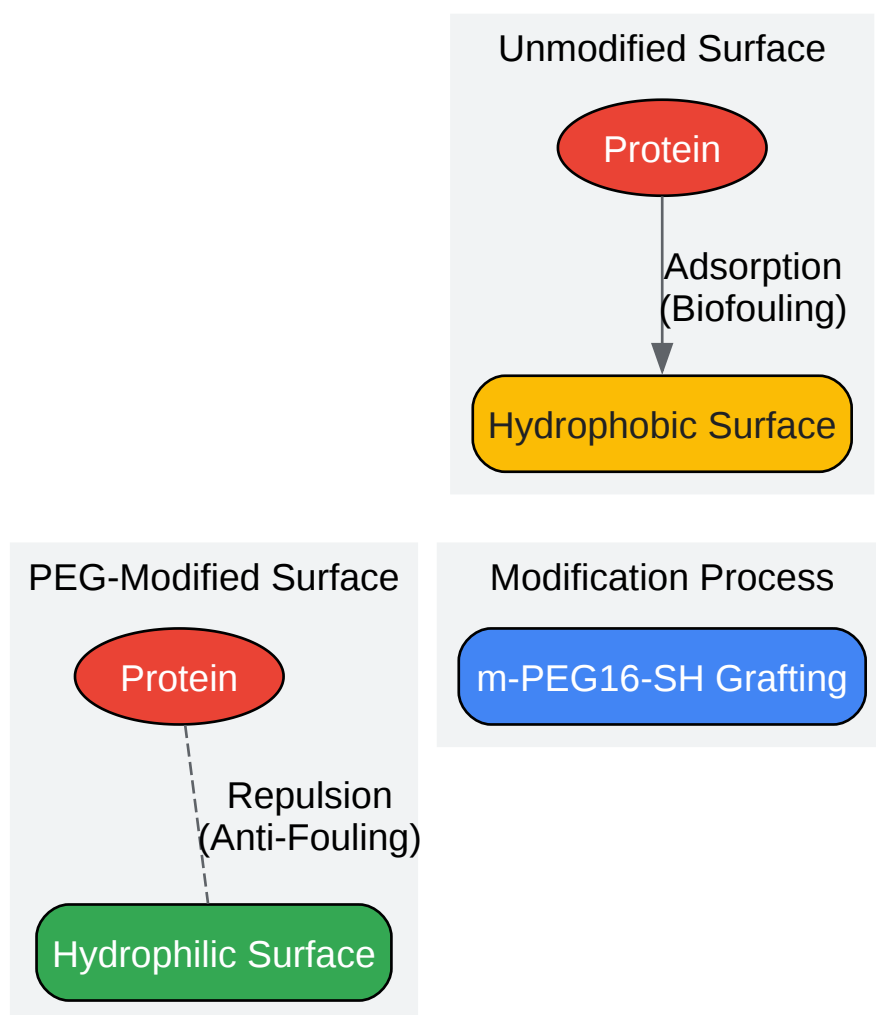 Unmodified Surface
Protein
Adsorption
(Biofouling)
Hydrophobic Surface
PEG-Modified Surface
Protein
Repulsion
(Anti-Fouling)
Hydrophilic Surface
Modification Process
m-PEG16-SH Grafting